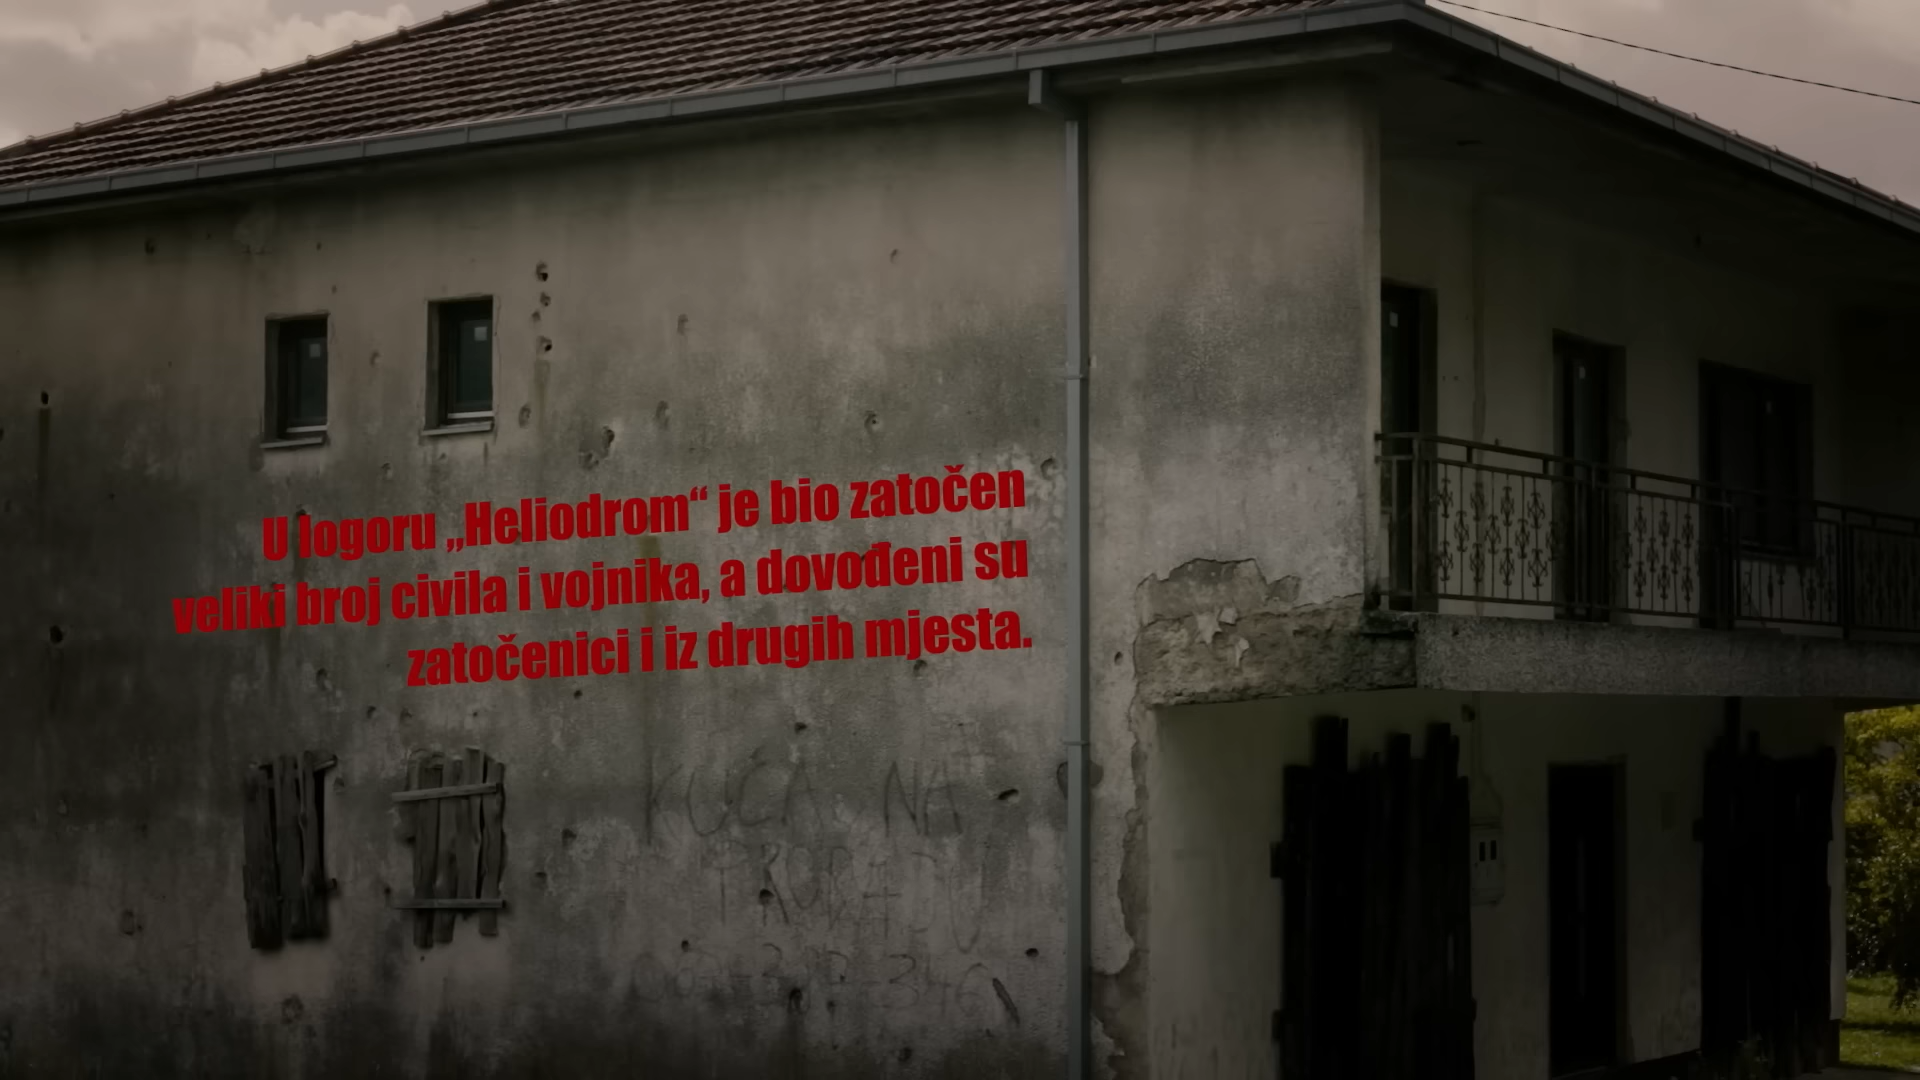 U logoru „Heliodrom“ je bio zatočen
veliki broj civila i vojnika, a dovođeni su
zatočenici i iz drugih mjesta.
KUĆA NA
PRODAJU